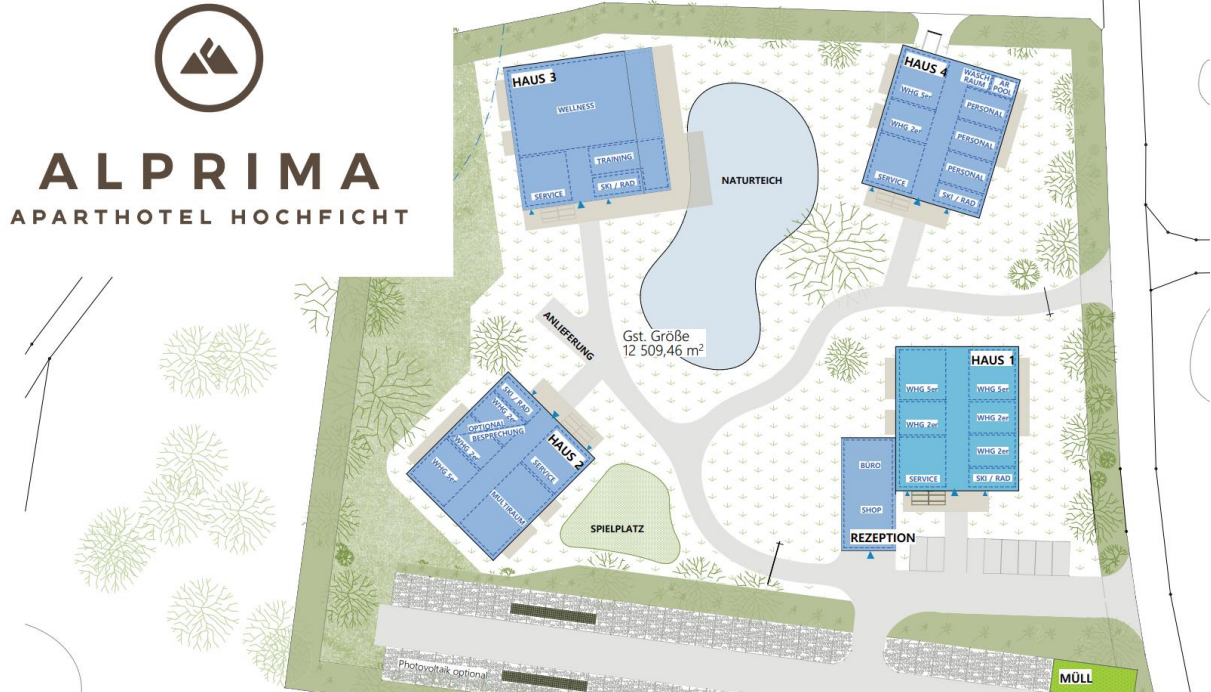 ALPRIMA
APARTHOTEL HOCHFICHT
HAUS 3
WELLNESS
TRAINING
SERVICE
SKI / RAD
NATURTEICH
HAUS 4
WASCH
RAUM
AR
POOL
WHG 5er
PERSONAL
WHG 2er
PERSONAL
PERSONAL
SERVICE
SKI / RAD
ANLIEFERUNG
Gst. Größe
12 509,46 m²
HAUS 1
WHG 5er
WHG 5er
WHG 2er
WHG 2er
WHG 2er
SERVICE
SKI / RAD
BÜRO
SHOP
REZEPTION
SKI / RAD
WHG 2er
OPTIONAL
BESPRECHUNG
WHG 2er
WHG 5er
HAUS 2
SERVICE
MULTIRAUM
SPIELPLATZ
Photovoltaik optional
MÜLL